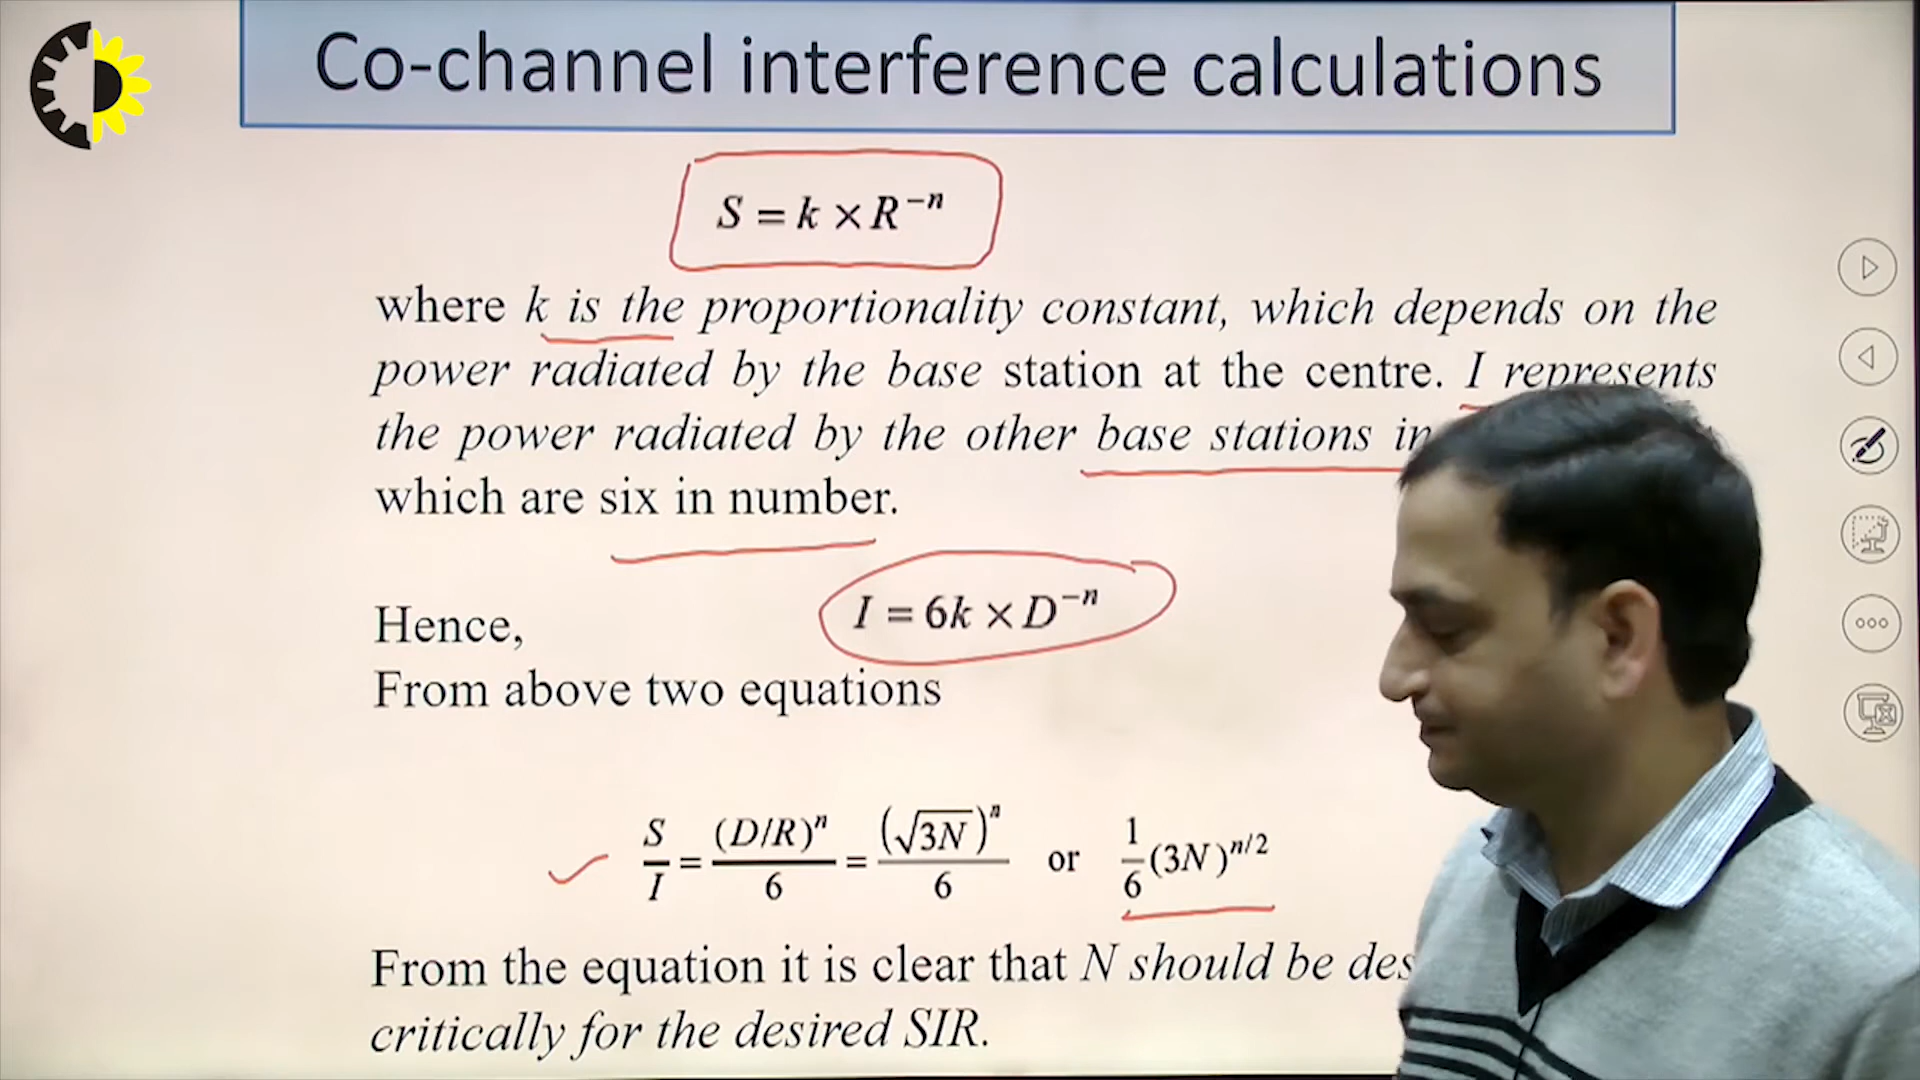 Co-channel interference calculations
S = k × R⁻ⁿ
where k is the proportionality constant, which depends on the
power radiated by the base station at the centre. I represents
the power radiated by the other base stations in
which are six in number.
Hence, I = 6k × D⁻ⁿ
From above two equations
S/I = (D/R)ⁿ/6 = (√3N)ⁿ/6 or 1/6 (3N)^{n/2}
From the equation it is clear that N should be
critically for the desired SIR.